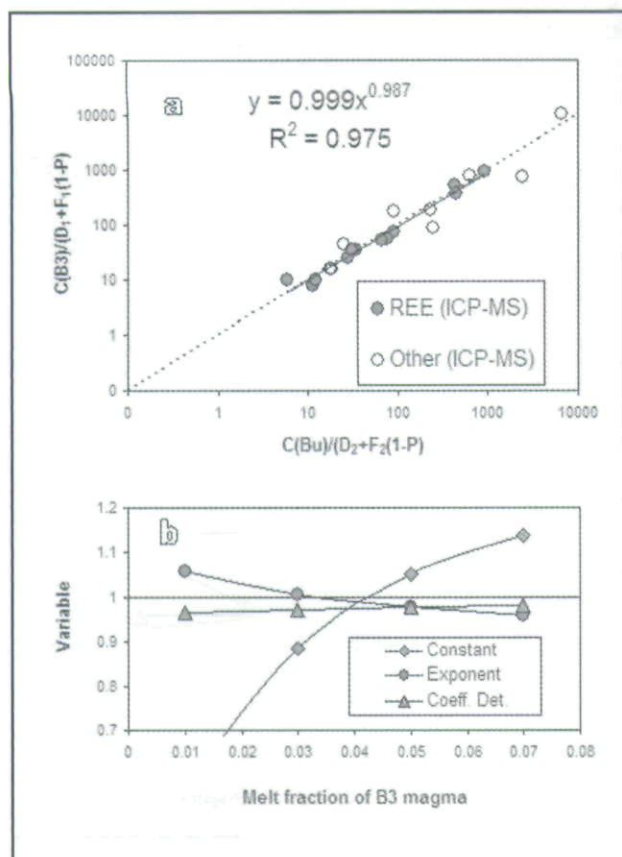 100000
10000
1000
100
10
1
0
C(B3)/(D₁+F₁(1-P)
a
y = 0.999x^0.987
R² = 0.975
REE (ICP-MS)
Other (ICP-MS)
0 1 10 100 1000 10000
C(Bu)/(D₂+F₂(1-P)
1.2
1.1
1
0.9
0.8
0.7
Variable
b
Constant
Exponent
Coeff. Det.
0 0.01 0.02 0.03 0.04 0.05 0.06 0.07 0.08
Melt fraction of B3 magma